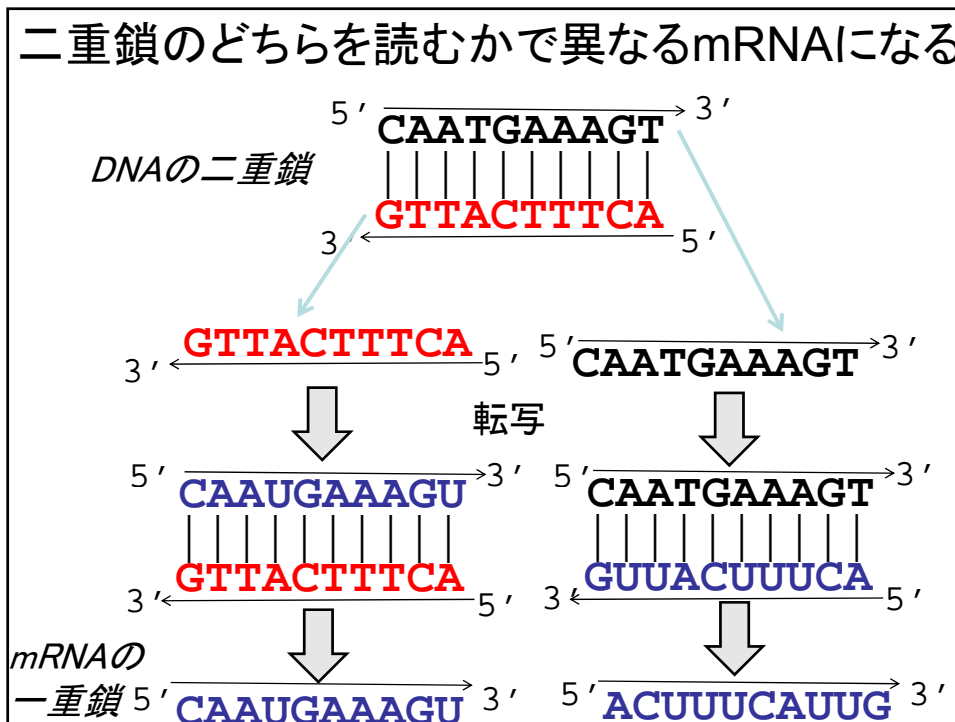 二重鎖のどちらを読むかで異なるmRNAになる
5’ 3’
CAATGAAAGT
DNAの二重鎖
GTTACTTTCA
3’ 5’
GTTACTTTCA
3’ 5’
5’ 3’
CAATGAAAGT
転写
5’ 3’
CAAUGAAAGU
GTTACTTTCA
3’ 5’
5’ 3’
CAATGAAAGT
GUUACUUUCA
3’ 5’
mRNAの
一重鎖
5’ 3’
CAAUGAAAGU
5’ 3’
ACUUUCAUUG